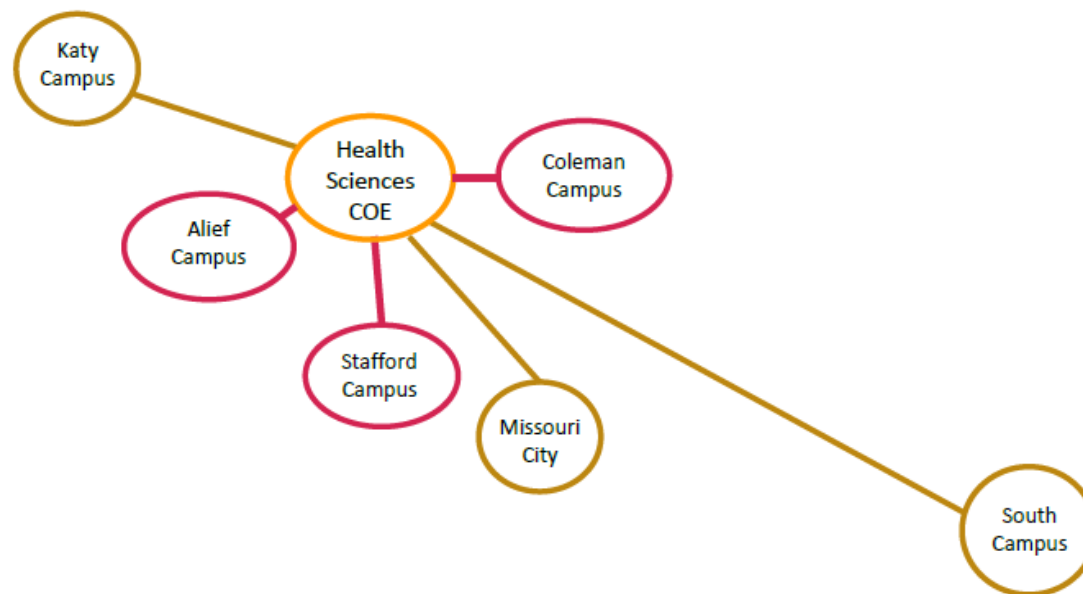 Katy
Campus
Health
Sciences
COE
Coleman
Campus
Alief
Campus
Stafford
Campus
Missouri
City
South
Campus